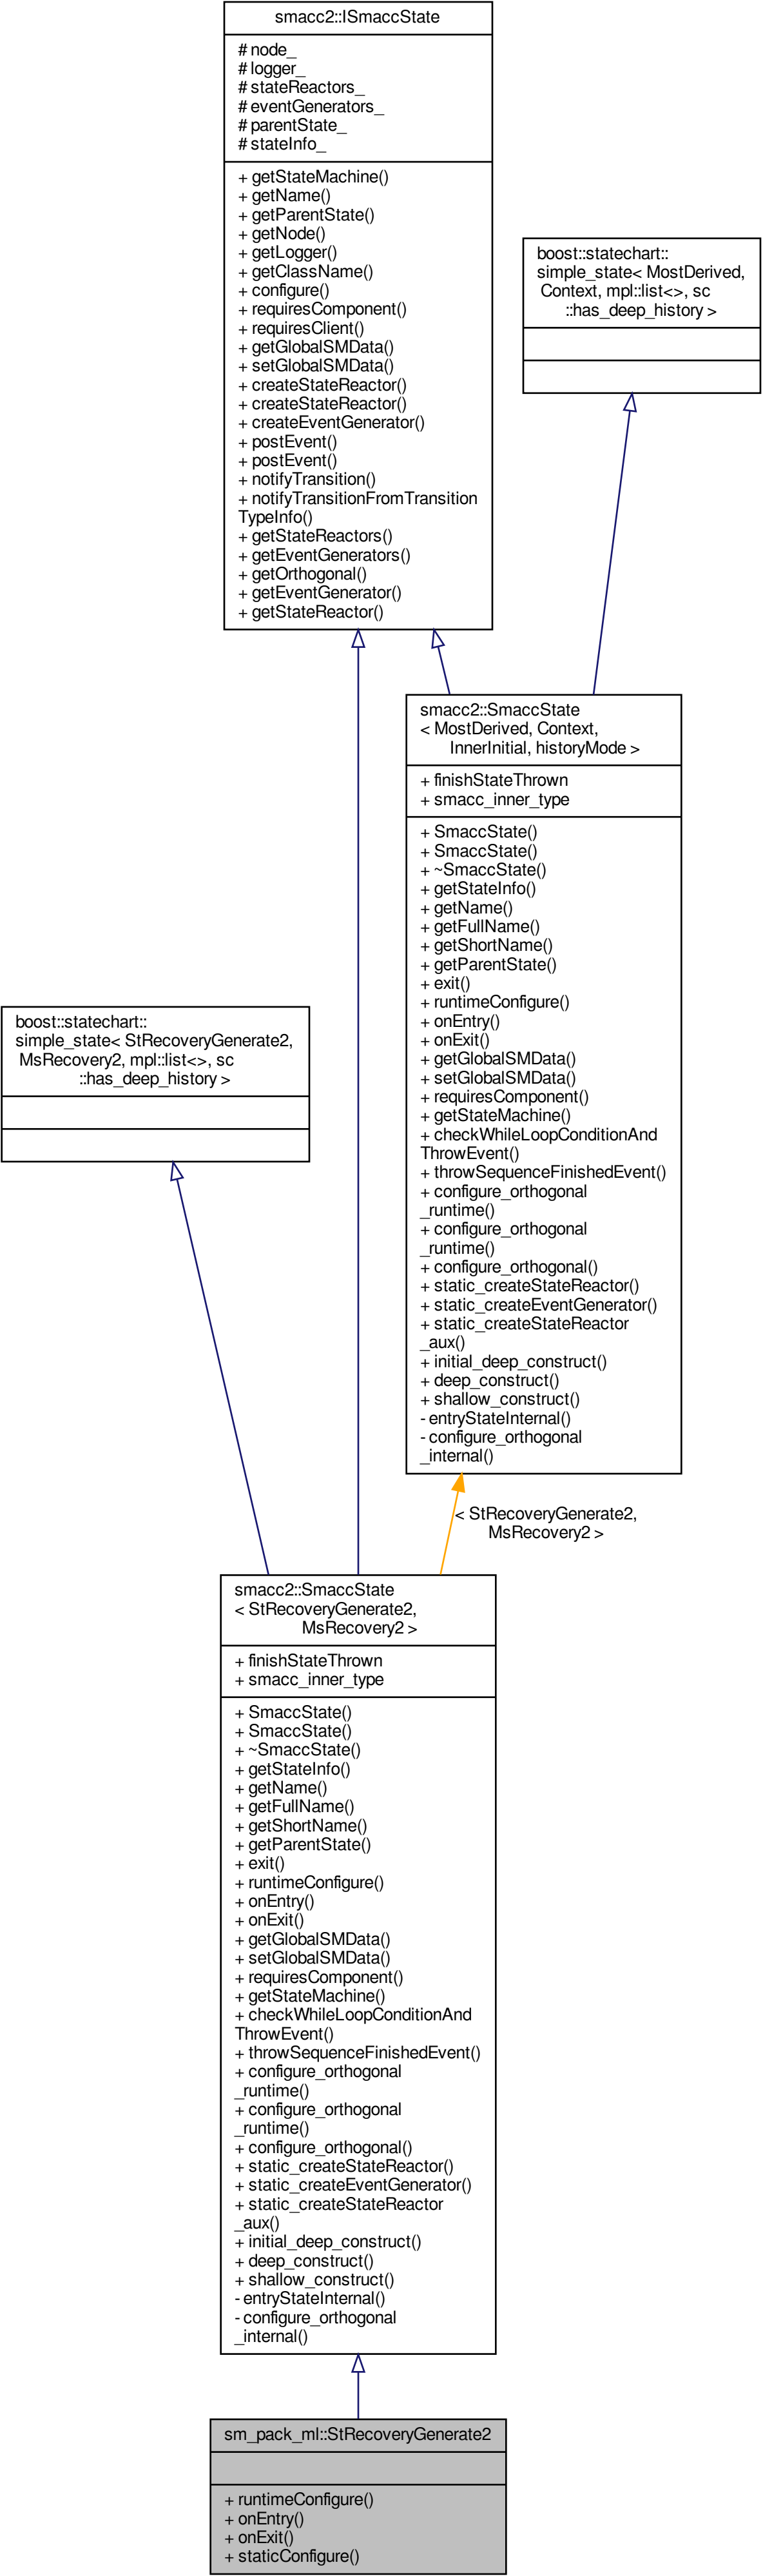 smacc2::ISmaccState
# node_
# logger_
# stateReactors_
# eventGenerators_
# parentState_
# stateInfo_
+ getStateMachine()
+ getName()
+ getParentState()
+ getNode()
+ getLogger()
+ getClassName()
+ configure()
+ requiresComponent()
+ requiresClient()
+ getGlobalSMData()
+ setGlobalSMData()
+ createStateReactor()
+ createStateReactor()
+ createEventGenerator()
+ postEvent()
+ postEvent()
+ notifyTransition()
+ notifyTransitionFromTransition
TypeInfo()
+ getStateReactors()
+ getEventGenerators()
+ getOrthogonal()
+ getEventGenerator()
+ getStateReactor()
boost::statechart::
simple_state< MostDerived,
Context, mpl::list<>, sc
::has_deep_history >
smacc2::SmaccState
< MostDerived, Context,
InnerInitial, historyMode >
+ finishStateThrown
+ smacc_inner_type
+ SmaccState()
+ SmaccState()
+ ~SmaccState()
+ getStateInfo()
+ getName()
+ getFullName()
+ getShortName()
+ getParentState()
+ exit()
+ runtimeConfigure()
+ onEntry()
+ onExit()
+ getGlobalSMData()
+ setGlobalSMData()
+ requiresComponent()
+ getStateMachine()
+ checkWhileLoopConditionAnd
ThrowEvent()
+ throwSequenceFinishedEvent()
+ configure_orthogonal
_runtime()
+ configure_orthogonal
_runtime()
+ configure_orthogonal()
+ static_createStateReactor()
+ static_createEventGenerator()
+ static_createStateReactor
_aux()
+ initial_deep_construct()
+ deep_construct()
+ shallow_construct()
- entryStateInternal()
- configure_orthogonal
_internal()
boost::statechart::
simple_state< StRecoveryGenerate2,
MsRecovery2, mpl::list<>, sc
::has_deep_history >
< StRecoveryGenerate2,
MsRecovery2 >
smacc2::SmaccState
< StRecoveryGenerate2,
MsRecovery2 >
+ finishStateThrown
+ smacc_inner_type
+ SmaccState()
+ SmaccState()
+ ~SmaccState()
+ getStateInfo()
+ getName()
+ getFullName()
+ getShortName()
+ getParentState()
+ exit()
+ runtimeConfigure()
+ onEntry()
+ onExit()
+ getGlobalSMData()
+ setGlobalSMData()
+ requiresComponent()
+ getStateMachine()
+ checkWhileLoopConditionAnd
ThrowEvent()
+ throwSequenceFinishedEvent()
+ configure_orthogonal
_runtime()
+ configure_orthogonal
_runtime()
+ configure_orthogonal()
+ static_createStateReactor()
+ static_createEventGenerator()
+ static_createStateReactor
_aux()
+ initial_deep_construct()
+ deep_construct()
+ shallow_construct()
- entryStateInternal()
- configure_orthogonal
_internal()
sm_pack_ml::StRecoveryGenerate2
+ runtimeConfigure()
+ onEntry()
+ onExit()
+ staticConfigure()